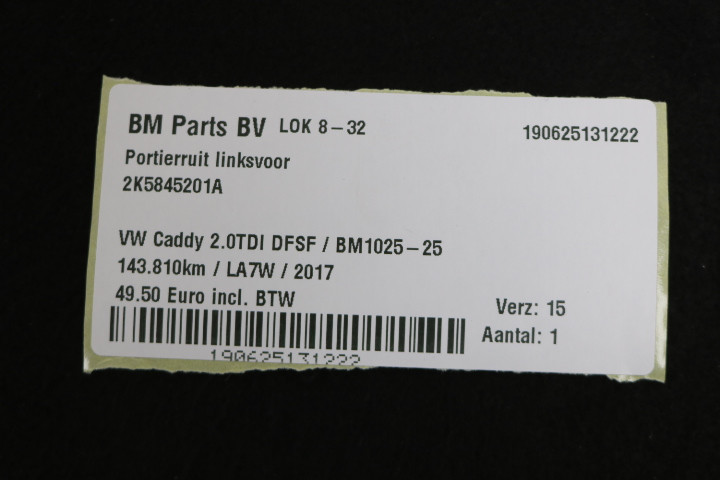 BM Parts BV LOK 8-32 190625131222
Portierruit linksvoor
2K5845201A
VW Caddy 2.0TDI DFSF / BM1025-25
143.810km / LA7W / 2017
49.50 Euro incl. BTW
Verz: 15
Aantal: 1
190625131222